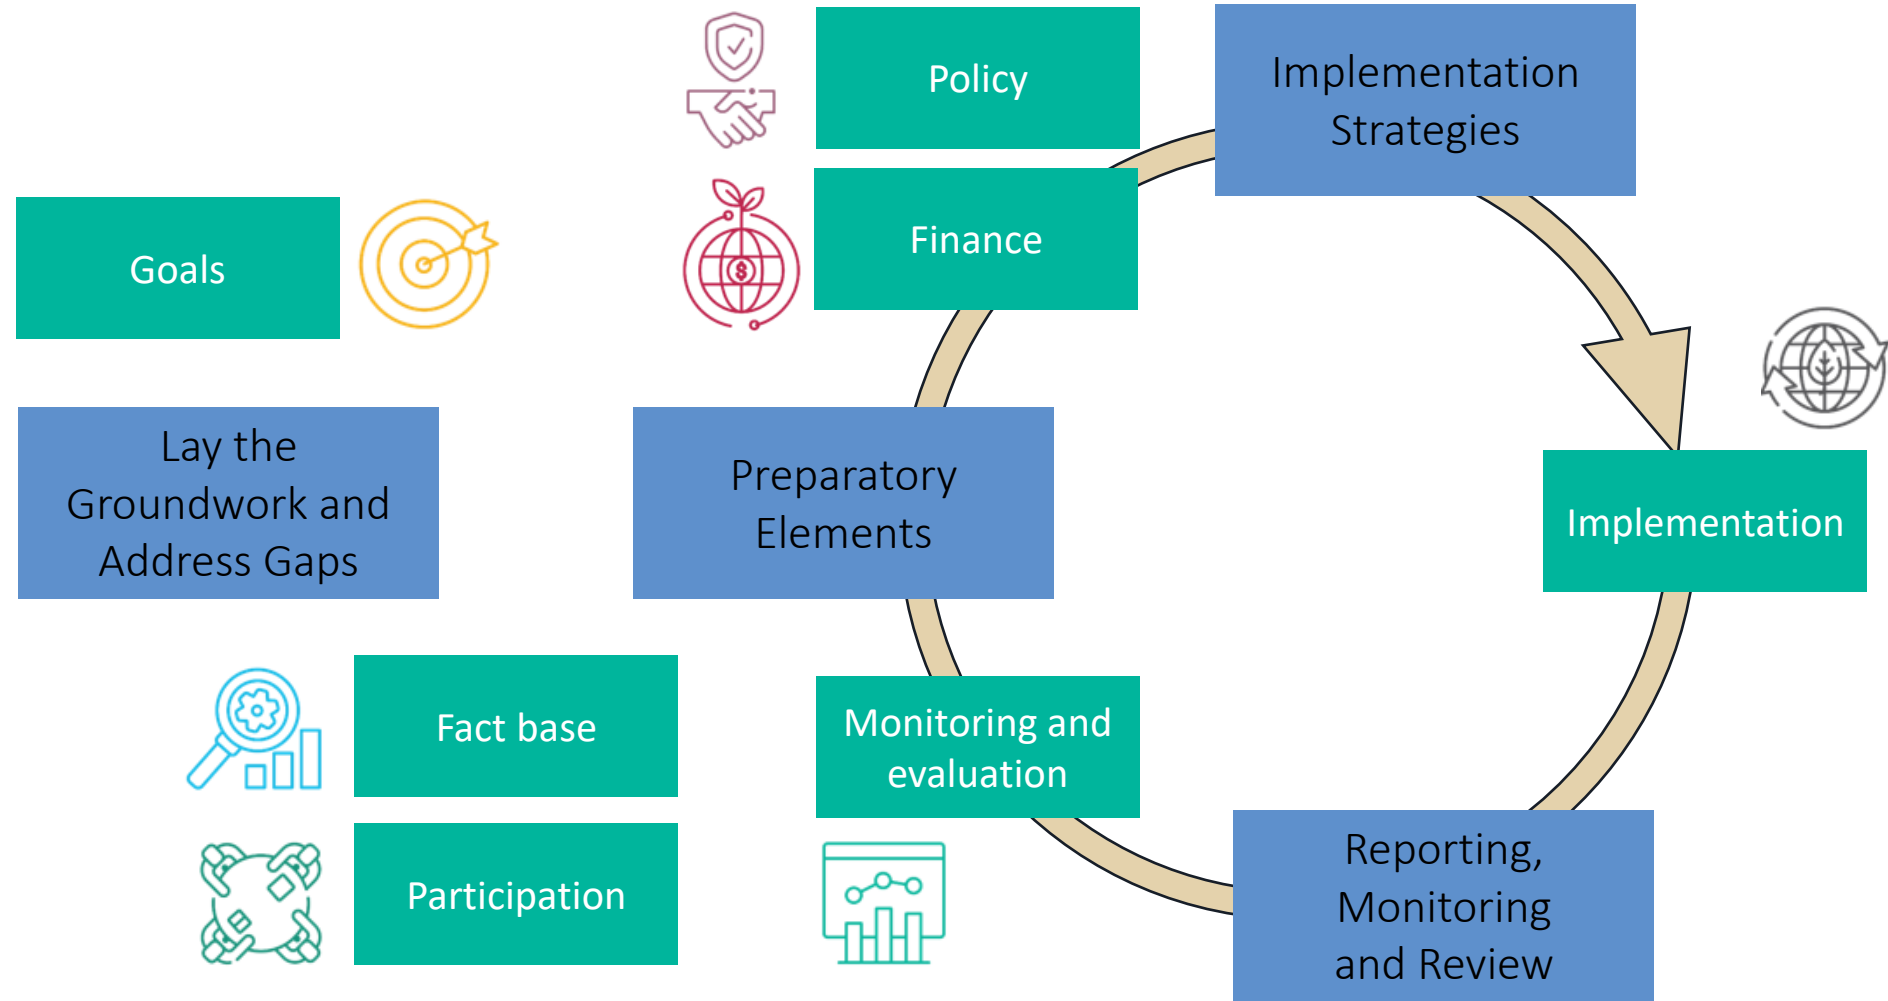 Policy
Implementation
Strategies
Goals
Finance
$
Lay the
Groundwork and
Address Gaps
Preparatory
Elements
Implementation
Fact base
Monitoring and
evaluation
Participation
Reporting,
Monitoring
and Review